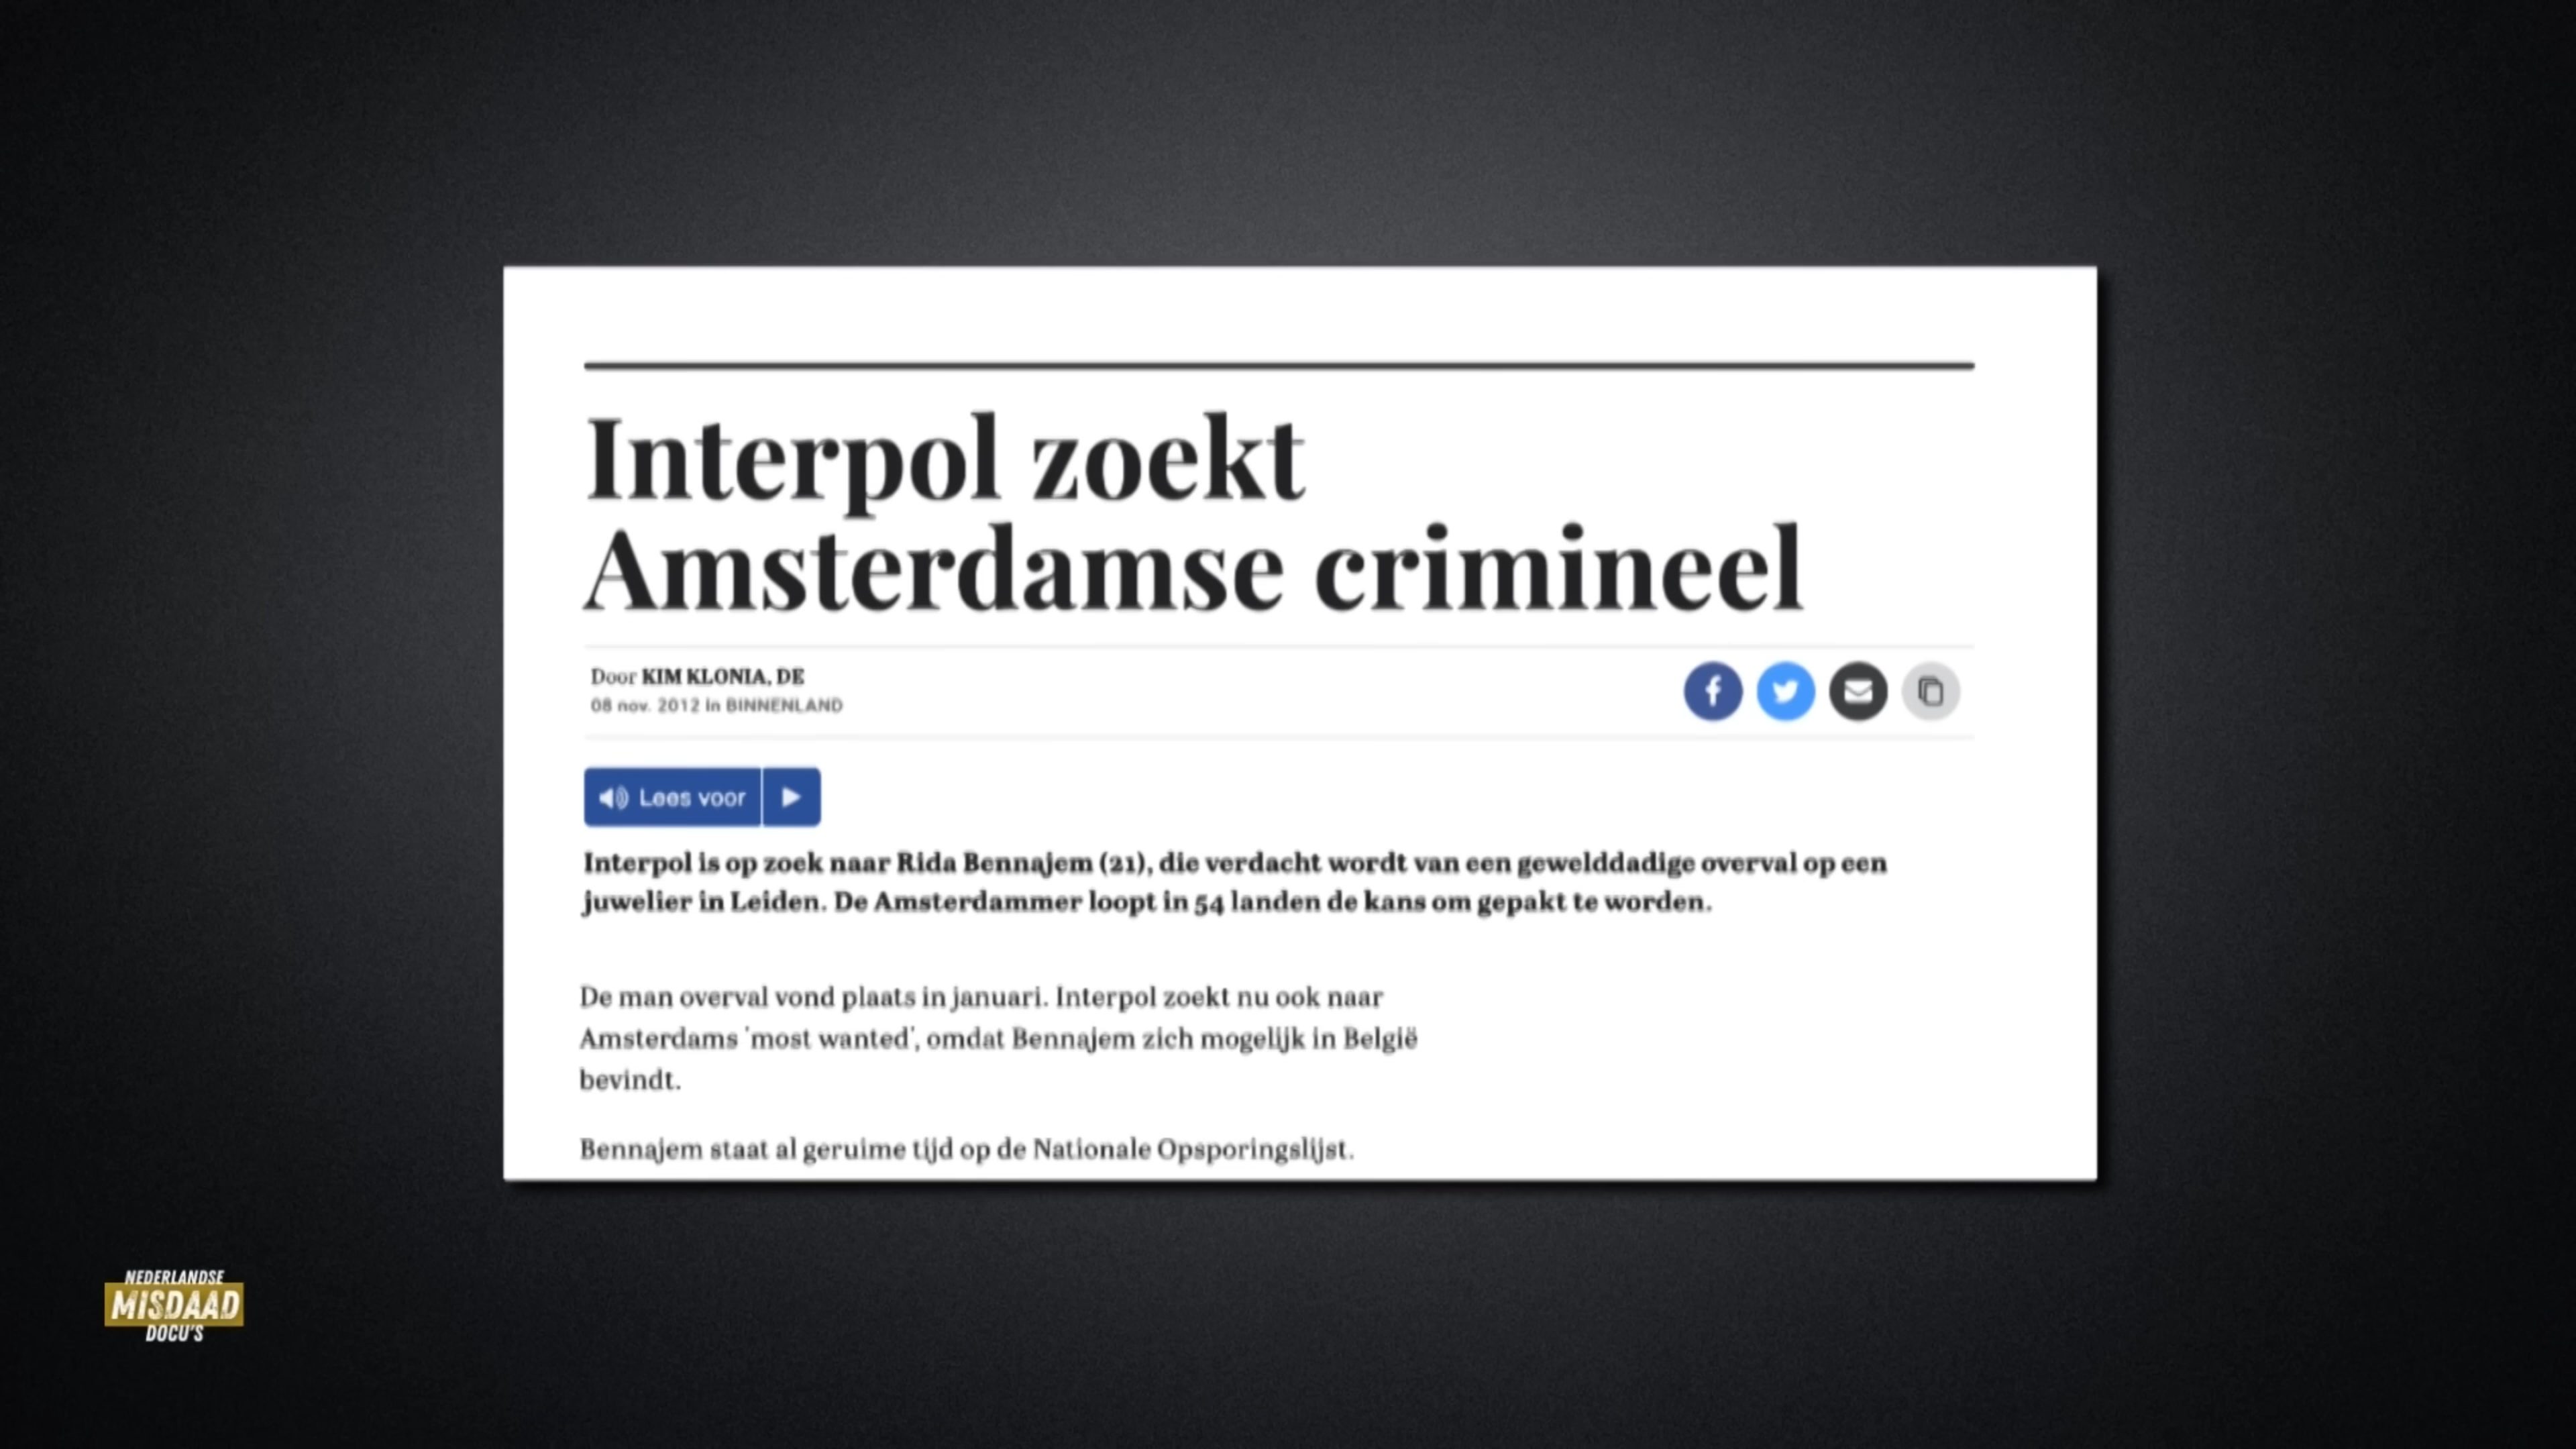 Interpol zoekt
Amsterdamse crimineel
Door KIM KLONIA, DE
08 nov. 2012 in BINNENLAND
Lees voor
Interpol is op zoek naar Rida Bennajem (21), die verdacht wordt van een gewelddadige overval op een
juwelier in Leiden. De Amsterdammer loopt in 54 landen de kans om gepakt te worden.
De man overval vond plaats in januari. Interpol zoekt nu ook naar
Amsterdams 'most wanted', omdat Bennajem zich mogelijk in België
bevindt.
Bennajem staat al geruime tijd op de Nationale Opsporingslijst.
NEDERLANDSE
MISDAAD
DOCU'S